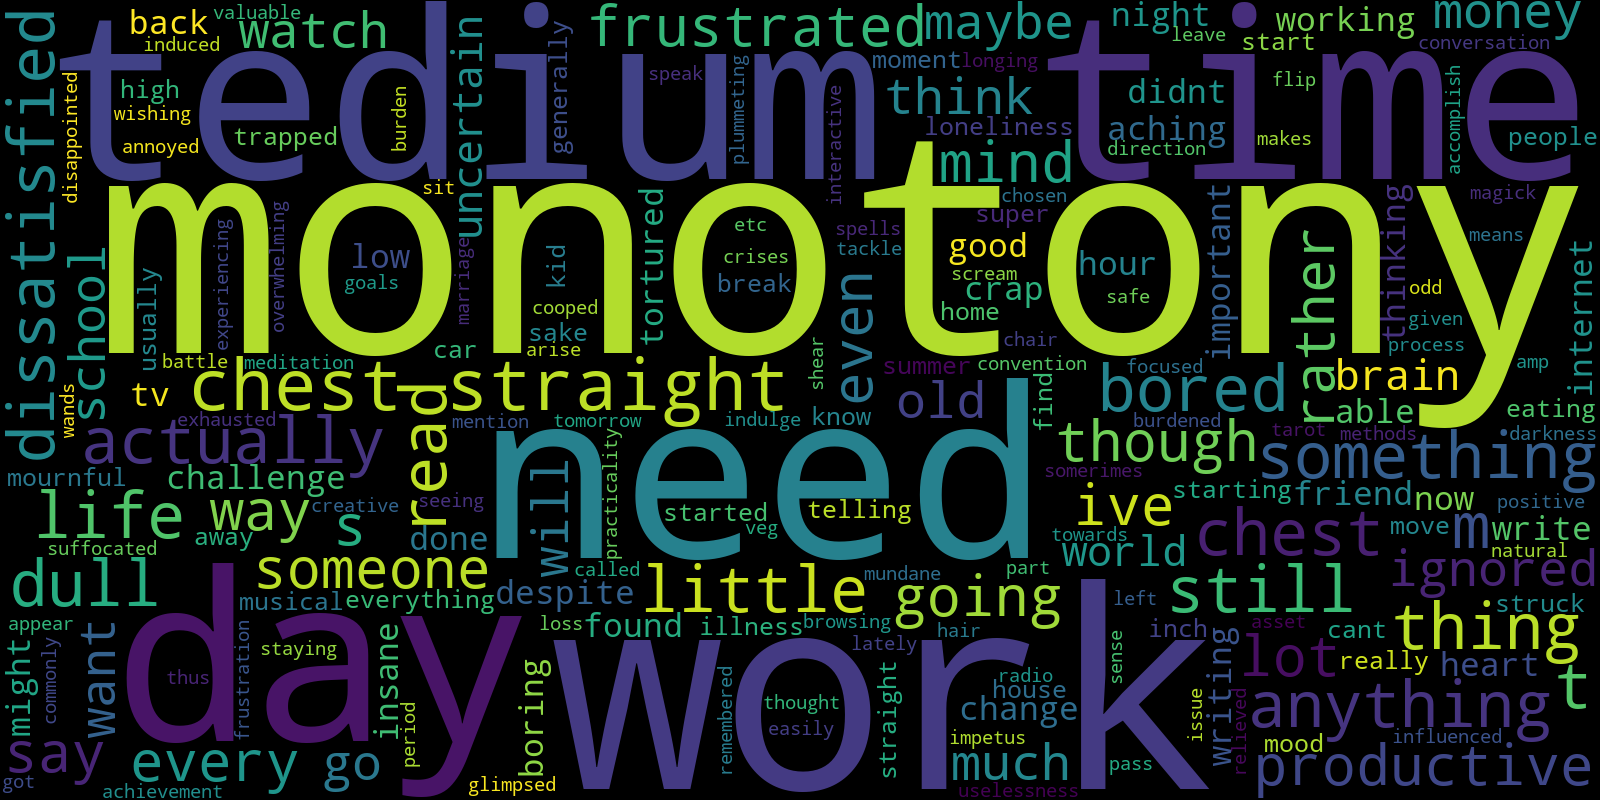 back
valuable
induced
watch
frustrated
maybe
night
leave
working
start
money
conversation
dissatisfied
tedium
time
disappointed
high
wishing
annoyed
trapped
burden
uncertain
generally
speak
plummeting
interactive
moment
longing
think
loneliness
mind
didnt
aching
direction
flip
makes
accomplish
people
monotony
school
usually
experiencing
overwhelming
low
goals
sit
marriage
kid
cooped
sake
arise
tortured
etc
crises
break
spells
tackle
even
chosen
super
good
scream
crap
home
hour
safe
important
rather
thinking
magick
means
odd
given
process
internet
amp
battle
meditation
car
shear
summer
chair
convention
focused
tv
wands
chest straight
read
bored
brain
able
eating
old
find
exhausted
mention
tomorrow
indulge
know
burdened
tarot
methods
darkness
actually
need
though
something
mournful
challenge
seeing
creative
practicality
somerimes
starting
friend
now
positive
life
way
s
will
started
telling
veg
ive
move
write
m
natural
suffocated
away
done
towards
world
chest
ignored
called
mundane
part
dull
someone
despite
little
going
left
still
struck
musical
everything
loss
found
illness
browsing
hair
lately
inch
asset
cant
thing
appear
might
commonly
want
day
thus
frustration
staying
insane
period
work
boring
remembered
thought
easily
straight
radio
house
change
impetus
sense
issue
writing
relieved
lot
really
heart
t
anything
say
got
every
achievement
go
glimpsed
much
uselessness
pass
mood
influenced
productive